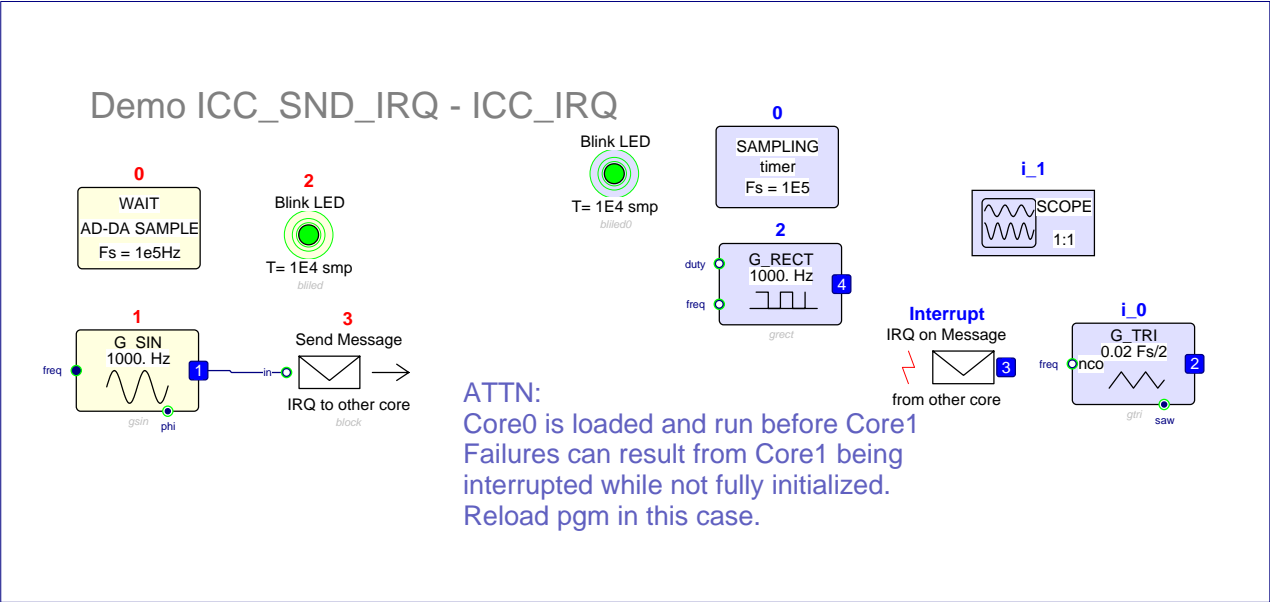 Demo ICC_SND_IRQ - ICC_IRQ
0
WAIT
AD-DA SAMPLE
Fs = 1e5Hz
2
Blink LED
T= 1E4 smp
bliled
1
G_SIN
1000. Hz
freq
1
gsin
phi
3
Send Message
in
IRQ to other core
block
Blink LED
T= 1E4 smp
bliled0
0
SAMPLING
timer
Fs = 1E5
2
G_RECT
1000. Hz
duty
freq
4
grect
i_1
SCOPE
1:1
Interrupt
IRQ on Message
3
from other core
i_0
G_TRI
0.02 Fs/2
freq
nco
2
gtri
saw
ATTN:
Core0 is loaded and run before Core1
Failures can result from Core1 being
interrupted while not fully initialized.
Reload pgm in this case.